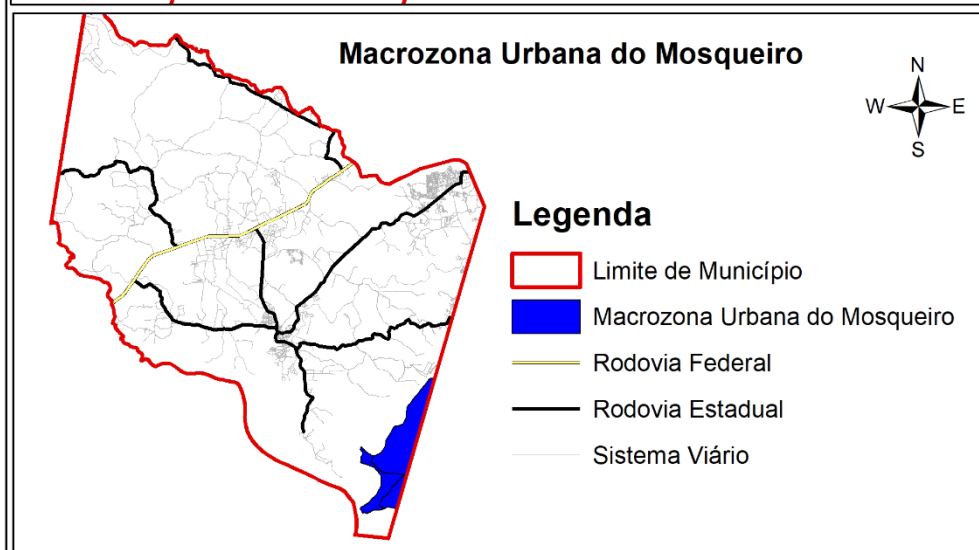 Macrozona Urbana do Mosqueiro
N
W
E
S
Legenda
Limite de Município
Macrozona Urbana do Mosqueiro
Rodovia Federal
Rodovia Estadual
Sistema Viário